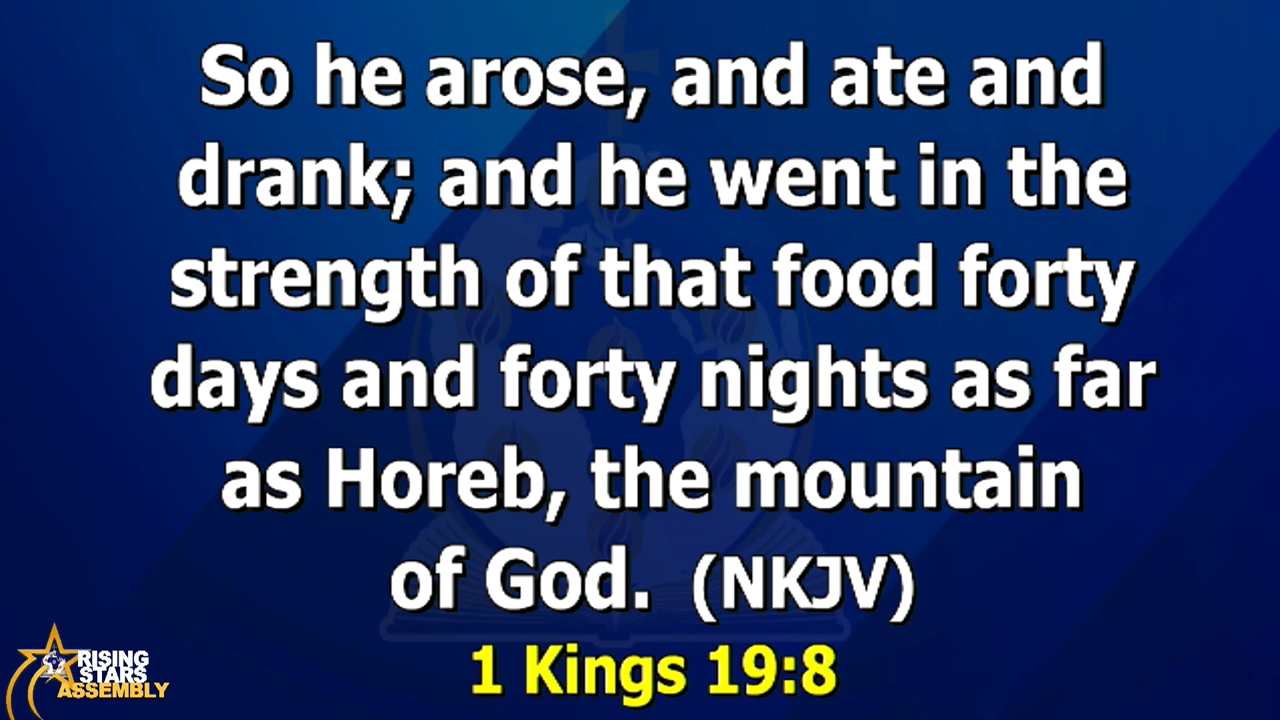 So he arose, and ate and
drank; and he went in the
strength of that food forty
days and forty nights as far
as Horeb, the mountain
of God. (NKJV)
1 Kings 19:8
RISING
STARS
ASSEMBLY